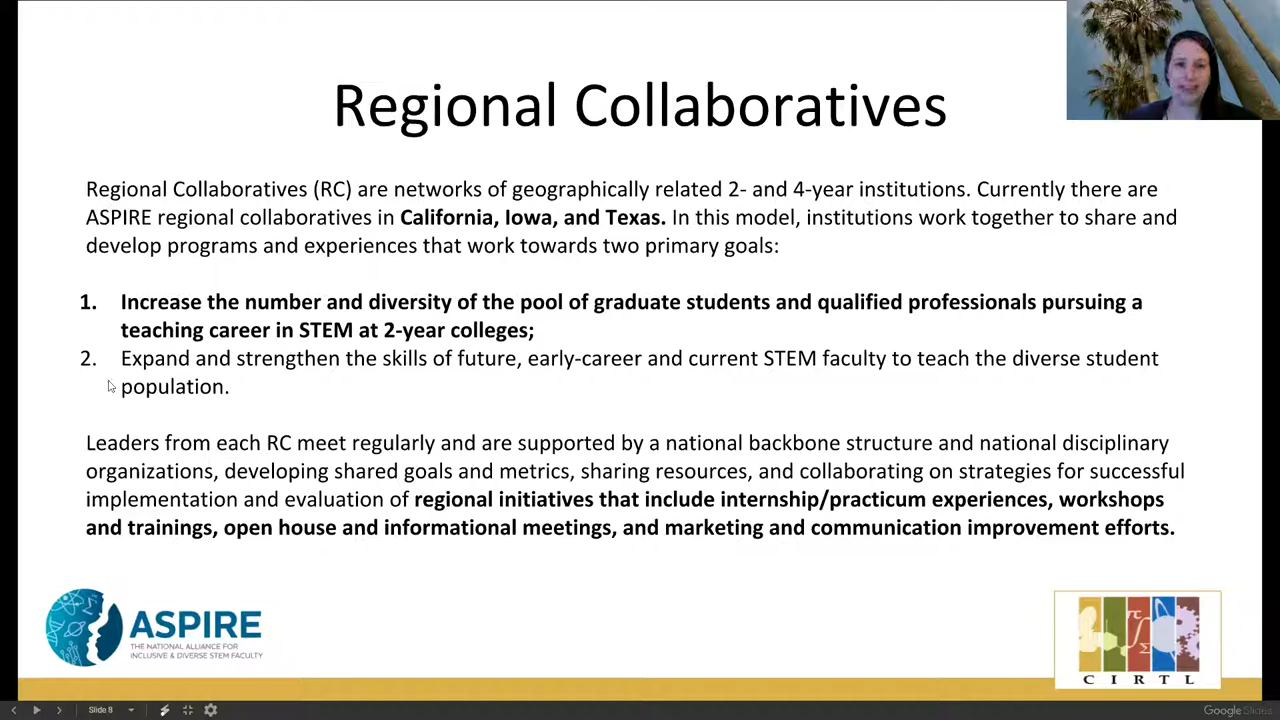 Regional Collaboratives
Regional Collaboratives (RC) are networks of geographically related 2- and 4-year institutions. Currently there are
ASPIRE regional collaboratives in California, Iowa, and Texas. In this model, institutions work together to share and
develop programs and experiences that work towards two primary goals:
1. Increase the number and diversity of the pool of graduate students and qualified professionals pursuing a
teaching career in STEM at 2-year colleges;
2. Expand and strengthen the skills of future, early-career and current STEM faculty to teach the diverse student
population.
Leaders from each RC meet regularly and are supported by a national backbone structure and national disciplinary
organizations, developing shared goals and metrics, sharing resources, and collaborating on strategies for successful
implementation and evaluation of regional initiatives that include internship/practicum experiences, workshops
and trainings, open house and informational meetings, and marketing and communication improvement efforts.
ASPIRE
THE NATIONAL ALLIANCE FOR
INCLUSIVE & DIVERSE STEM FACULTY
π
∫
Σ
CIRTL
Slide 8
Google Slides